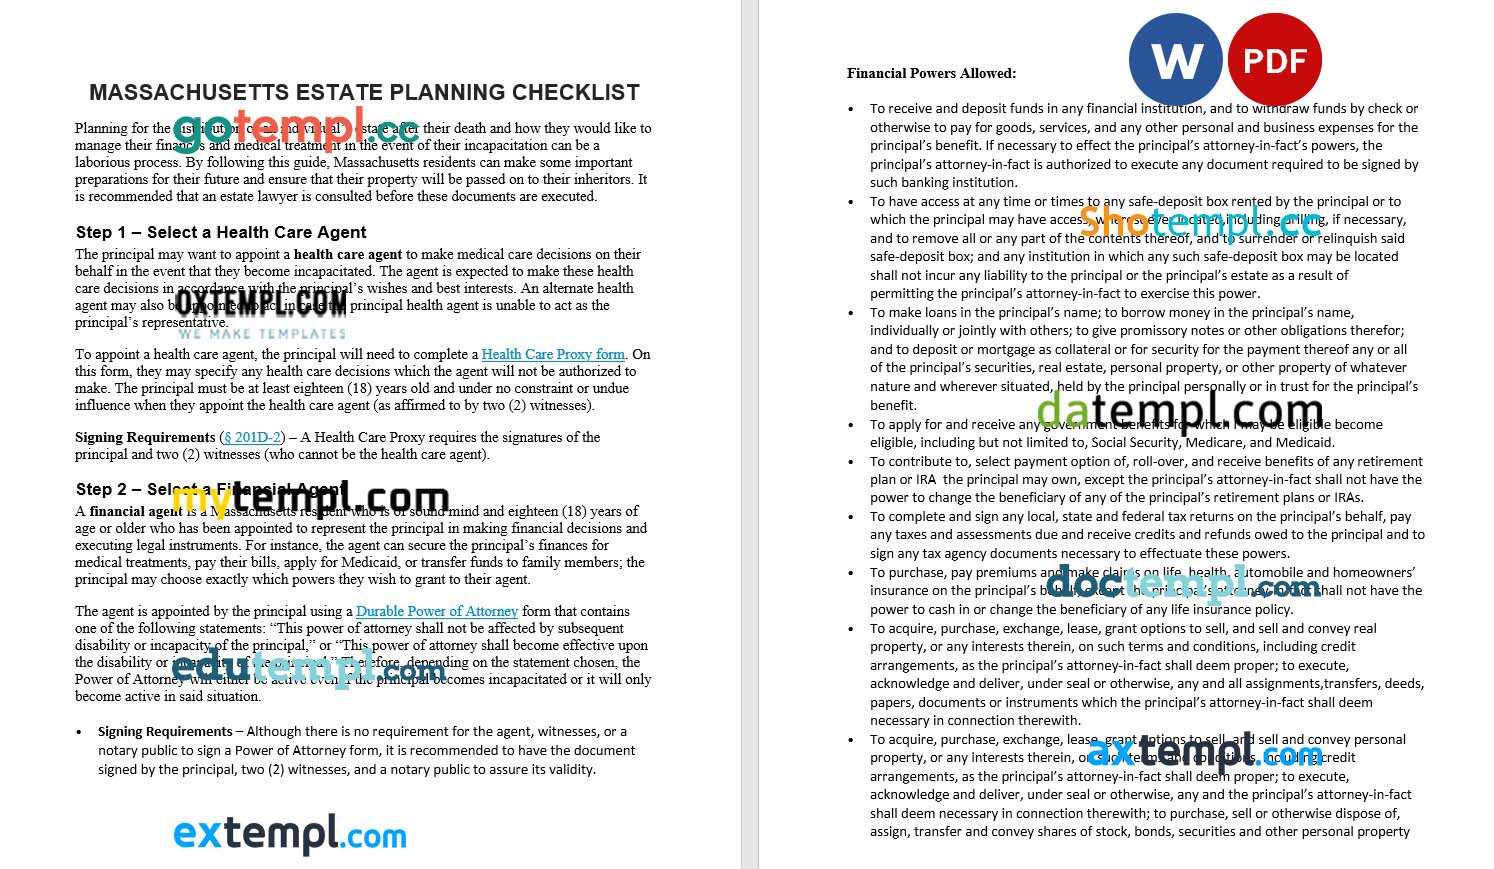 MASSACHUSETTS ESTATE PLANNING CHECKLIST
gotempl.cc
Planning for the distribution of an individual's estate after their death and how they would like to
manage their finances and medical treatment in the event of their incapacitation can be a
laborious process. By following this guide, Massachusetts residents can make some important
preparations for their future and ensure that their property will be passed on to their inheritors. It
is recommended that an estate lawyer is consulted before these documents are executed.
Step 1 – Select a Health Care Agent
The principal may want to appoint a health care agent to make medical care decisions on their
behalf in the event that they become incapacitated. The agent is expected to make these health
care decisions in accordance with the principal's wishes and best interests. An alternate health
agent may also be appointed to act in case the principal health agent is unable to act as the
OXTEMPL.COM
principal's representative.
WE MAKE TEMPLATES
To appoint a health care agent, the principal will need to complete a Health Care Proxy form. On
this form, they may specify any health care decisions which the agent will not be authorized to
make. The principal must be at least eighteen (18) years old and under no constraint or undue
influence when they appoint the health care agent (as affirmed to by two (2) witnesses).
Signing Requirements (§ 201D-2) – A Health Care Proxy requires the signatures of the
principal and two (2) witnesses (who cannot be the health care agent).
Step 2 – Select a Financial Agent
mytempl.com
A financial agent is a Massachusetts resident who is of sound mind and eighteen (18) years of
age or older who has been appointed to represent the principal in making financial decisions and
executing legal instruments. For instance, the agent can secure the principal's finances for
medical treatments, pay their bills, apply for Medicaid, or transfer funds to family members; the
principal may choose exactly which powers they wish to grant to their agent.
The agent is appointed by the principal using a Durable Power of Attorney form that contains
one of the following statements: “This power of attorney shall not be affected by subsequent
disability or incapacity of the principal,” or “This power of attorney shall become effective upon
the disability or incapacity of the principal.” Therefore, depending on the statement chosen, the
edutempl.com
Power of Attorney will either be active even if the principal becomes incapacitated or it will only
become active in said situation.
• Signing Requirements – Although there is no requirement for the agent, witnesses, or a
notary public to sign a Power of Attorney form, it is recommended to have the document
signed by the principal, two (2) witnesses, and a notary public to assure its validity.
extempl.com
W PDF
Financial Powers Allowed:
• To receive and deposit funds in any financial institution, and to withdraw funds by check or
otherwise to pay for goods, services, and any other personal and business expenses for the
principal's benefit. If necessary to effect the principal's attorney-in-fact's powers, the
principal's attorney-in-fact is authorized to execute any document required to be signed by
such banking institution.
• To have access at any time or times to any safe-deposit box rented by the principal or to
which the principal may have access, wheresoever located, including drilling, if necessary,
Shotempl.cc
and to remove all or any part of the contents thereof, and to surrender or relinquish said
safe-deposit box; and any institution in which any such safe-deposit box may be located
shall not incur any liability to the principal or the principal's estate as a result of
permitting the principal's attorney-in-fact to exercise this power.
• To make loans in the principal's name; to borrow money in the principal's name,
individually or jointly with others; to give promissory notes or other obligations therefor;
and to deposit or mortgage as collateral or for security for the payment thereof any or all
of the principal's securities, real estate, personal property, or other property of whatever
nature and wherever situated, held by the principal personally or in trust for the principal's
benefit.
datempl.com
• To apply for and receive any government benefits for which I may be eligible become
eligible, including but not limited to, Social Security, Medicare, and Medicaid.
• To contribute to, select payment option of, roll-over, and receive benefits of any retirement
plan or IRA the principal may own, except the principal's attorney-in-fact shall not have the
power to change the beneficiary of any of the principal's retirement plans or IRAs.
• To complete and sign any local, state and federal tax returns on the principal's behalf, pay
any taxes and assessments due and receive credits and refunds owed to the principal and to
sign any tax agency documents necessary to effectuate these powers.
• To purchase, pay premiums and make claims on life, health, automobile and homeowners'
doctempl.com
insurance on the principal's behalf, except the principal's attorney-in-fact shall not have the
power to cash in or change the beneficiary of any life insurance policy.
• To acquire, purchase, exchange, lease, grant options to sell, and sell and convey real
property, or any interests therein, on such terms and conditions, including credit
arrangements, as the principal's attorney-in-fact shall deem proper; to execute,
acknowledge and deliver, under seal or otherwise, any and all assignments,transfers, deeds,
papers, documents or instruments which the principal's attorney-in-fact shall deem
necessary in connection therewith.
• To acquire, purchase, exchange, lease, grant options to sell, and sell and convey personal
axtempl.com
property, or any interests therein, on such terms and conditions, including credit
arrangements, as the principal's attorney-in-fact shall deem proper; to execute,
acknowledge and deliver, under seal or otherwise, any and the principal's attorney-in-fact
shall deem necessary in connection therewith; to purchase, sell or otherwise dispose of,
assign, transfer and convey shares of stock, bonds, securities and other personal property